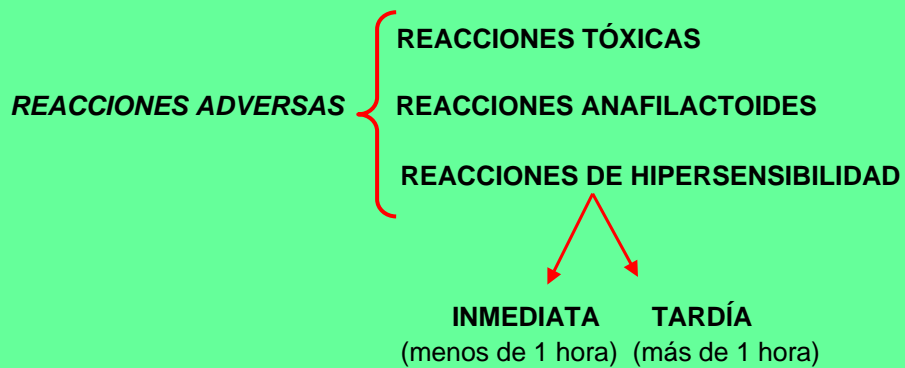 REACCIONES TÓXICAS
REACCIONES ADVERSAS
REACCIONES ANAFILACTOIDES
REACCIONES DE HIPERSENSIBILIDAD
INMEDIATA TARDÍA
(menos de 1 hora) (más de 1 hora)